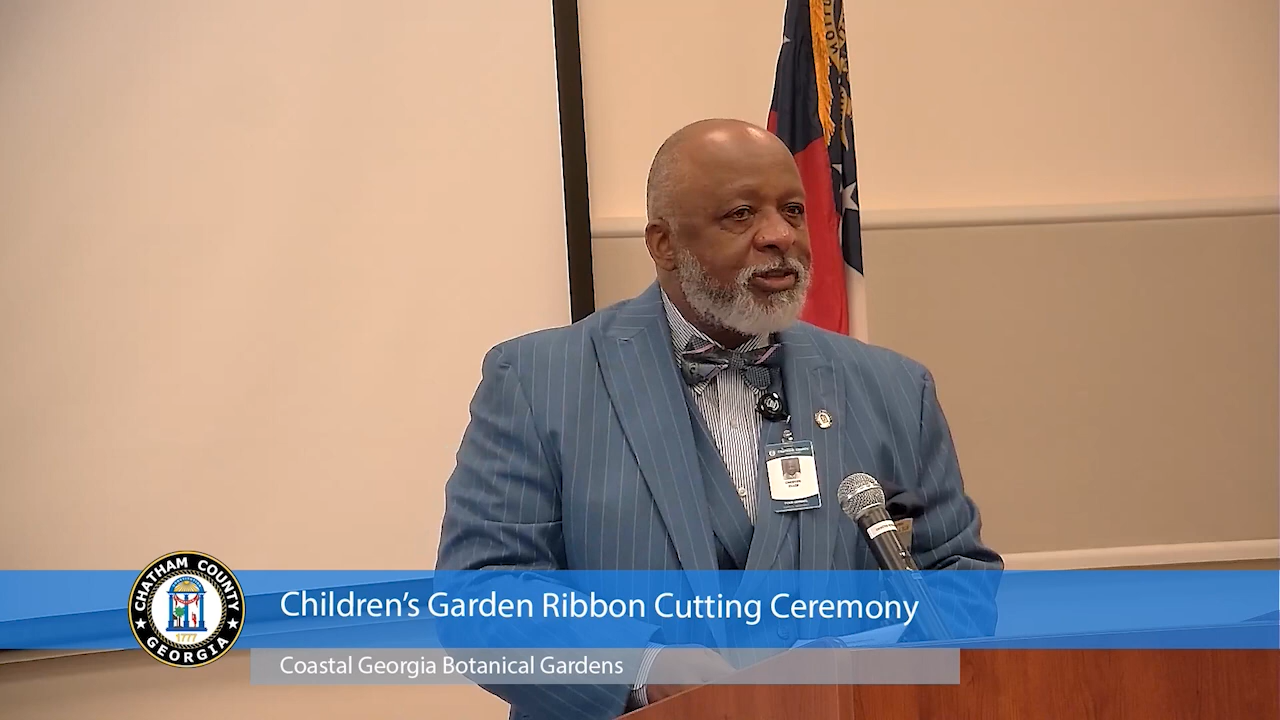 CHATHAM COUNTY
1777
GEORGIA
Children's Garden Ribbon Cutting Ceremony
Coastal Georgia Botanical Gardens